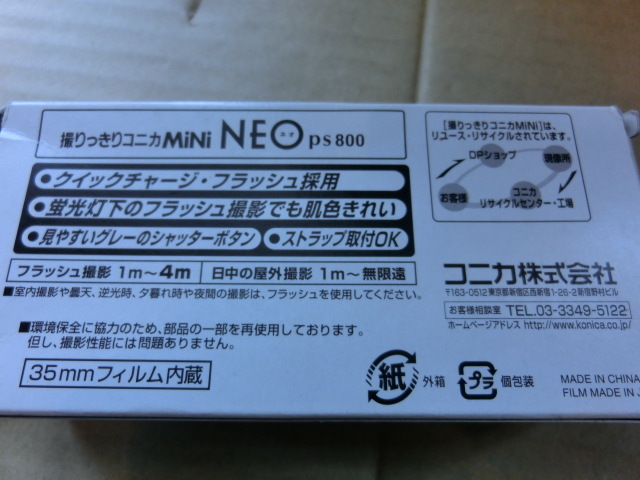 撮りっきりコニカMiNi NEO ネオ ps800
クイックチャージ・フラッシュ採用
蛍光灯下のフラッシュ撮影でも肌色きれい
見やすいグレーのシャッターボタン ●ストラップ取付OK
フラッシュ撮影 1m～4m 日中の屋外撮影 1m～無限遠
■室内撮影や曇天、逆光時、夕暮れ時や夜間の撮影は、フラッシュを使用してください。
■環境保全に協力のため、部品の一部を再使用しております。
但し、撮影性能には問題ありません。
35mmフィルム内蔵
[撮りっきりコニカMiNi]は、
リユース・リサイクルされています。
DPショップ
現像所
お客様
コニカ
リサイクルセンター・工場
コニカ株式会社
〒163-0512 東京都新宿区西新宿1-26-2 新宿野村ビル
お客様相談室 TEL.03-3349-5122
ホームページアドレス http://www.konica.co.jp/
紙 外箱 プラ 個包装
MADE IN CHINA
FILM MADE IN J